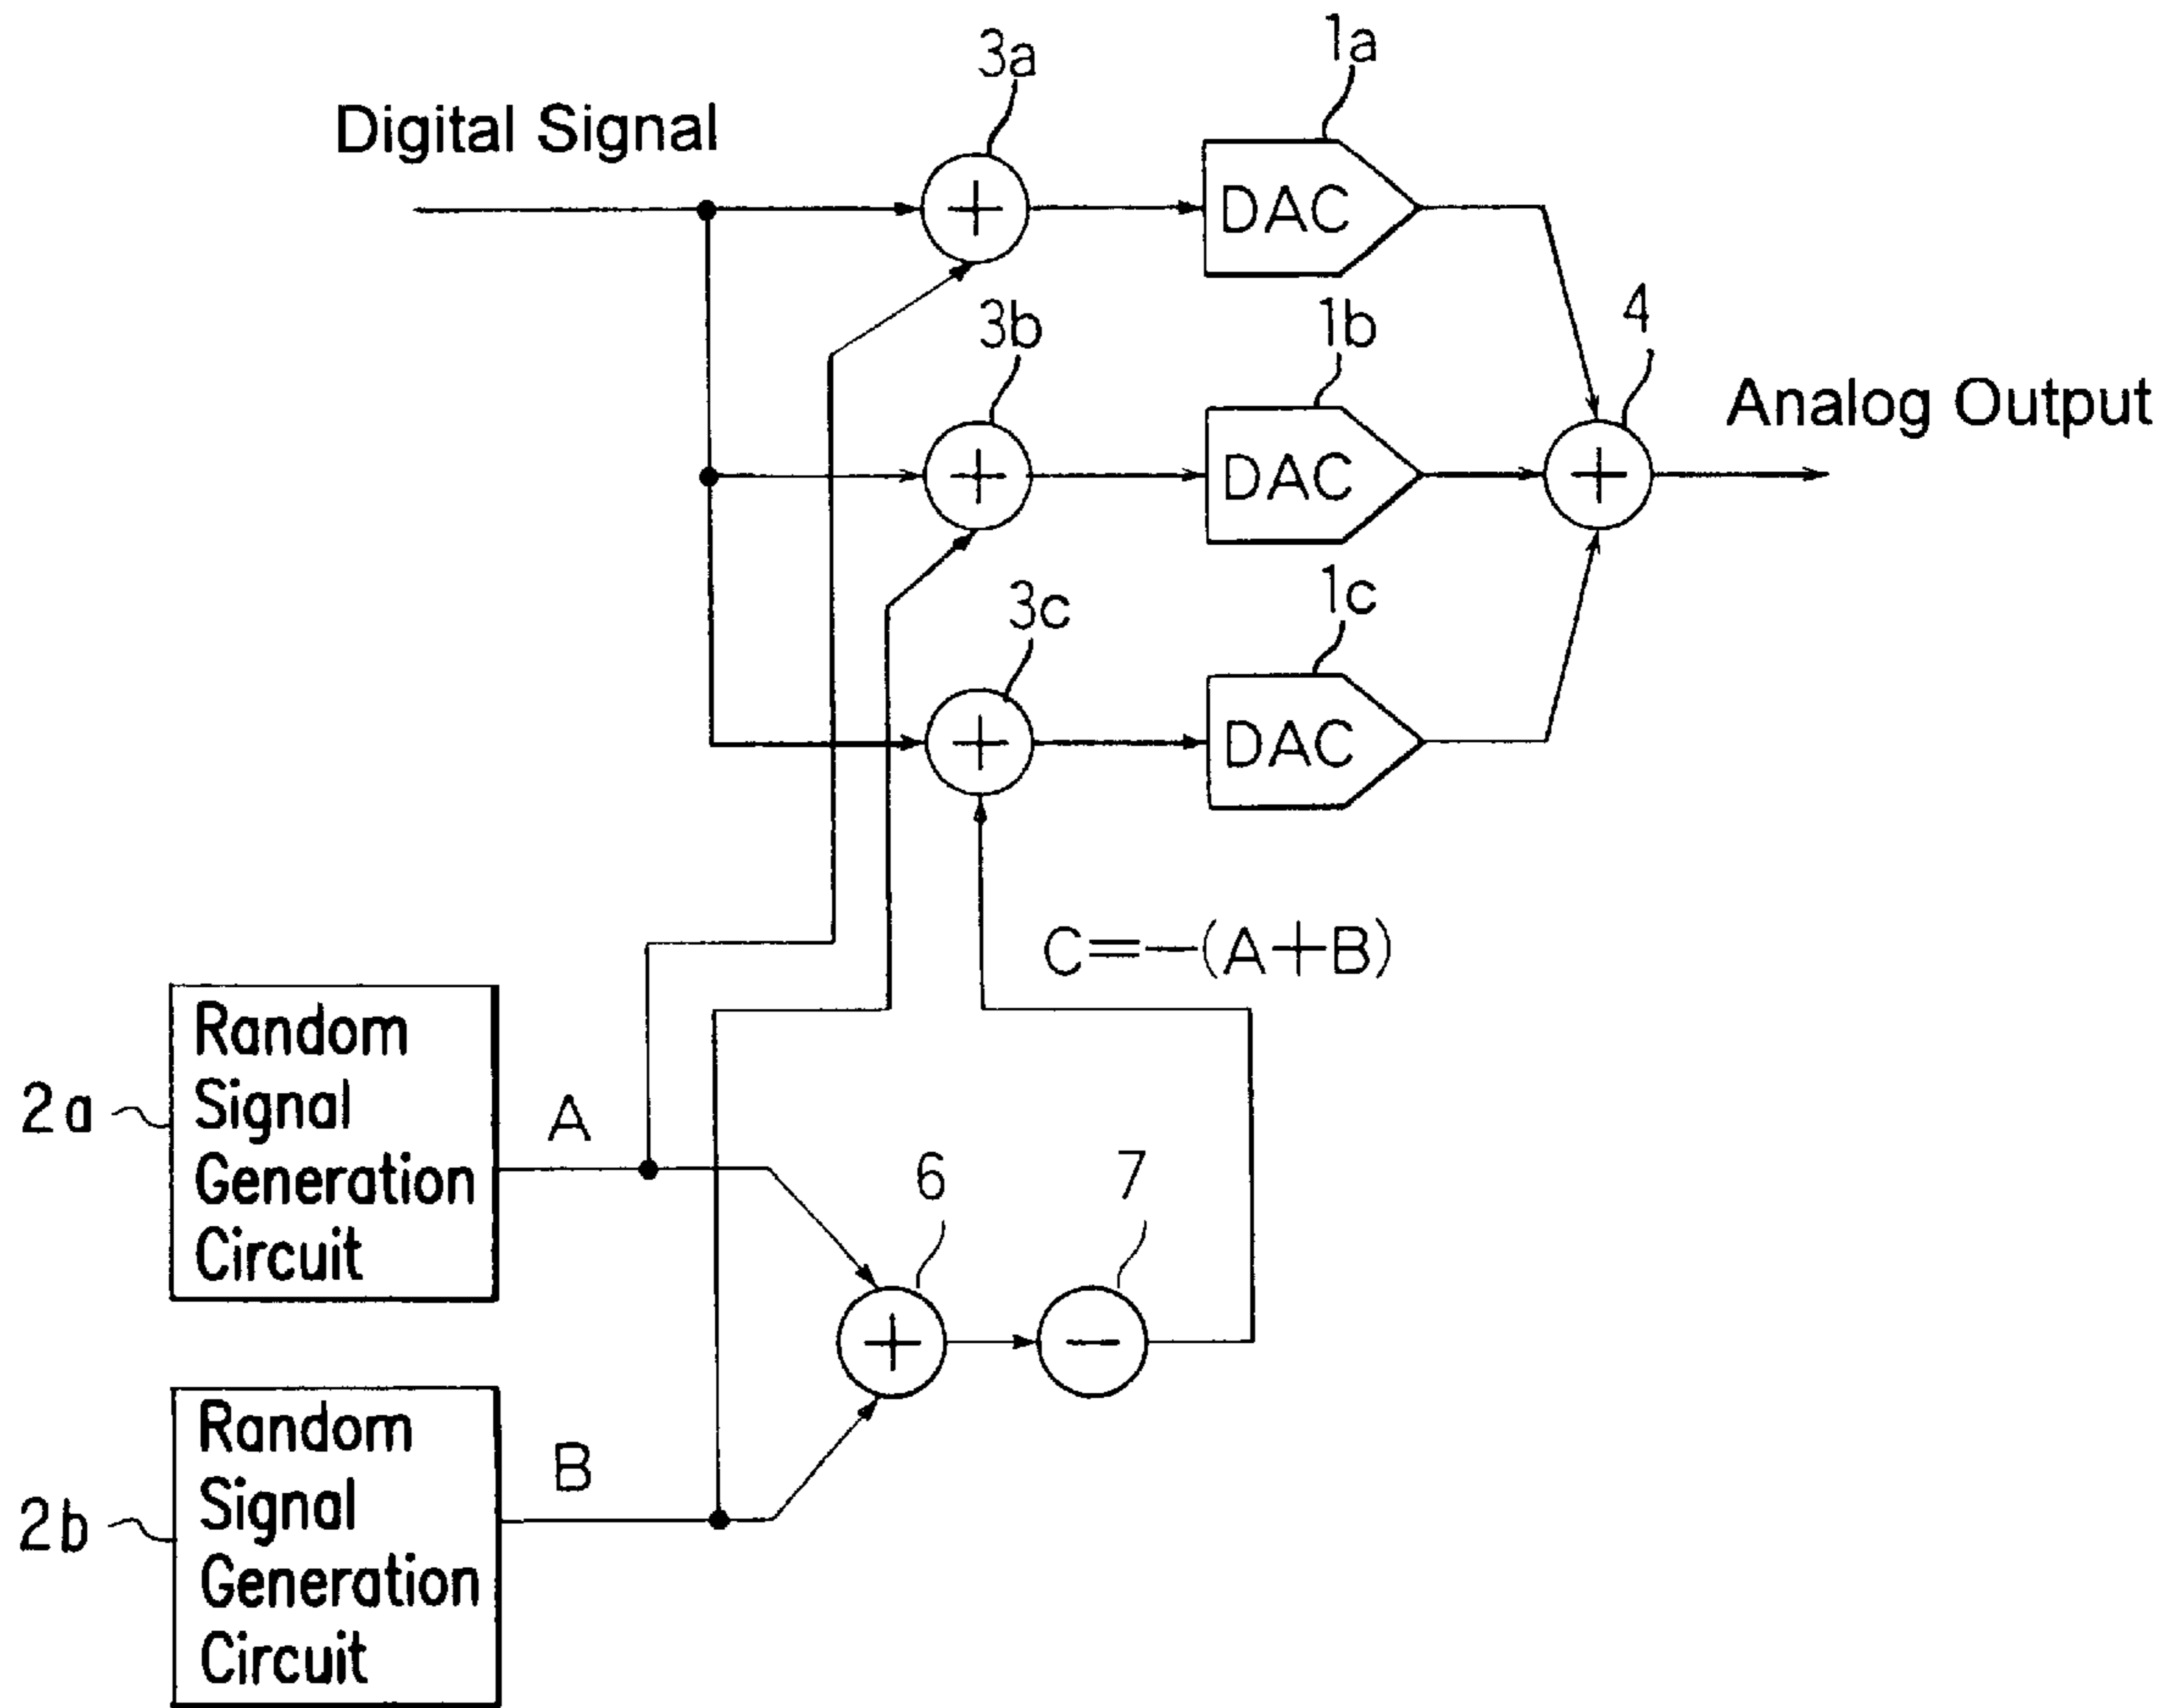 3a
1a
Digital Signal
+
DAC
3b
1b
4
Analog Output
+
DAC
+
3c
1c
+
DAC
C=-(A+B)
2a
Random
Signal
Generation
Circuit
A
6
7
+
-
2b
Random
Signal
Generation
Circuit
B